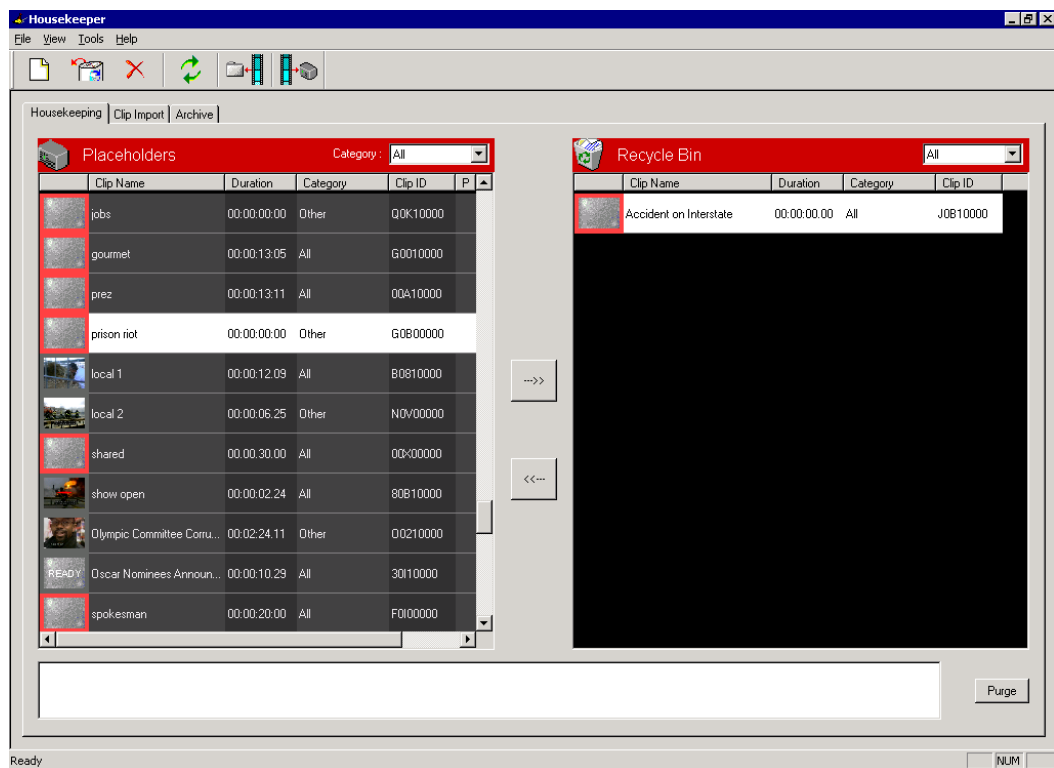 Housekeeper
File View Tools Help
Housekeeping Clip Import Archive
Placeholders Category : All
Clip Name Duration Category Clip ID P
jobs 00:00:00:00 Other Q0K10000
gourmet 00:00:13:05 All G0010000
prez 00:00:13:11 All 00A10000
prison riot 00:00:00:00 Other G0B00000
local 1 00:00:12.09 All B0810000
local 2 00:00:06.25 Other N0V00000
shared 00.00.30.00 All 00X00000
show open 00:00:02.24 All 80B10000
Olympic Committee Corru... 00:02:24.11 Other O0210000
READY Oscar Nominees Announ... 00:00:10.29 All 30I10000
spokesman 00:00:20:00 All F0I00000
--->>
<<---
Recycle Bin All
Clip Name Duration Category Clip ID
Accident on Interstate 00:00:00.00 All J0B10000
Purge
Ready NUM